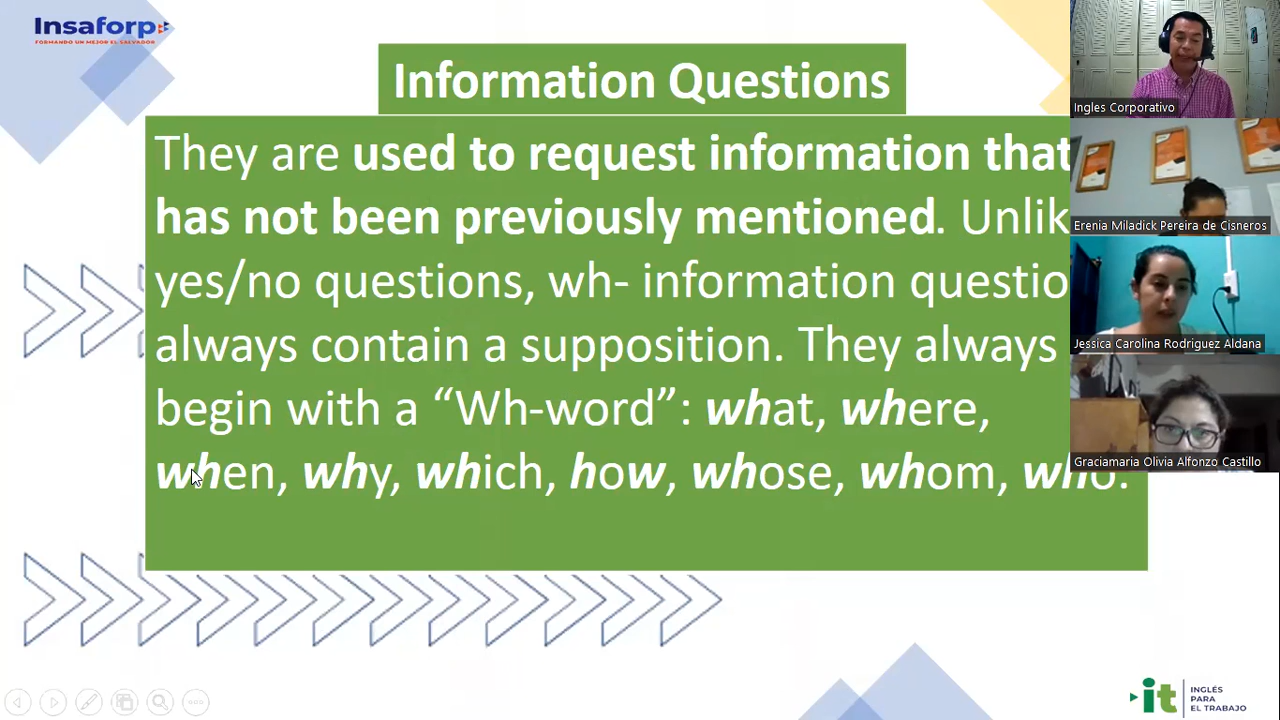 Insaforp
FORMANDO UN MEJOR EL SALVADOR
Information Questions
They are used to request information that
has not been previously mentioned. Unlik
yes/no questions, wh- information questio
always contain a supposition. They always
begin with a “Wh-word”: what, where,
when, why, which, how, whose, whom, who.
Ingles Corporativo
Erenia Miladick Pereira de Cisneros
Jessica Carolina Rodriguez Aldana
Graciamaria Olivia Alfonzo Castillo
it
INGLÉS
PARA
EL TRABAJO